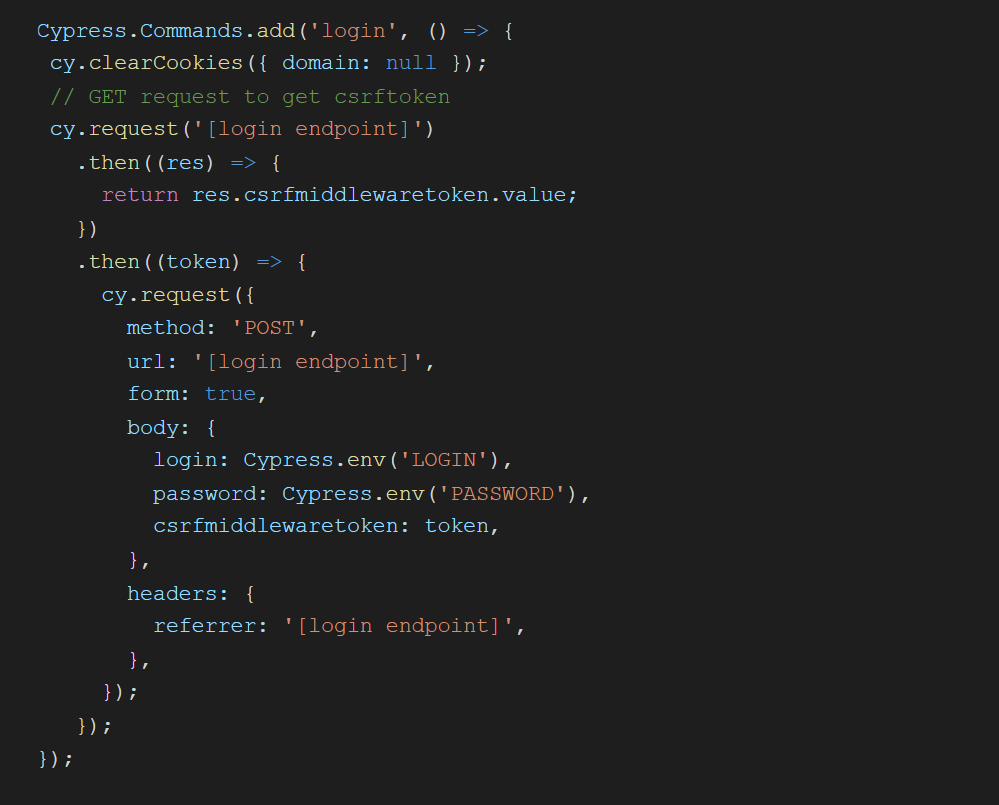 Cypress.Commands.add('login', () => {
cy.clearCookies({ domain: null });
// GET request to get csrftoken
cy.request('[login endpoint]')
.then((res) => {
return res.csrfmiddlewaretoken.value;
})
.then((token) => {
cy.request({
method: 'POST',
url: '[login endpoint]',
form: true,
body: {
login: Cypress.env('LOGIN'),
password: Cypress.env('PASSWORD'),
csrfmiddlewaretoken: token,
},
headers: {
referrer: '[login endpoint]',
},
});
});
});